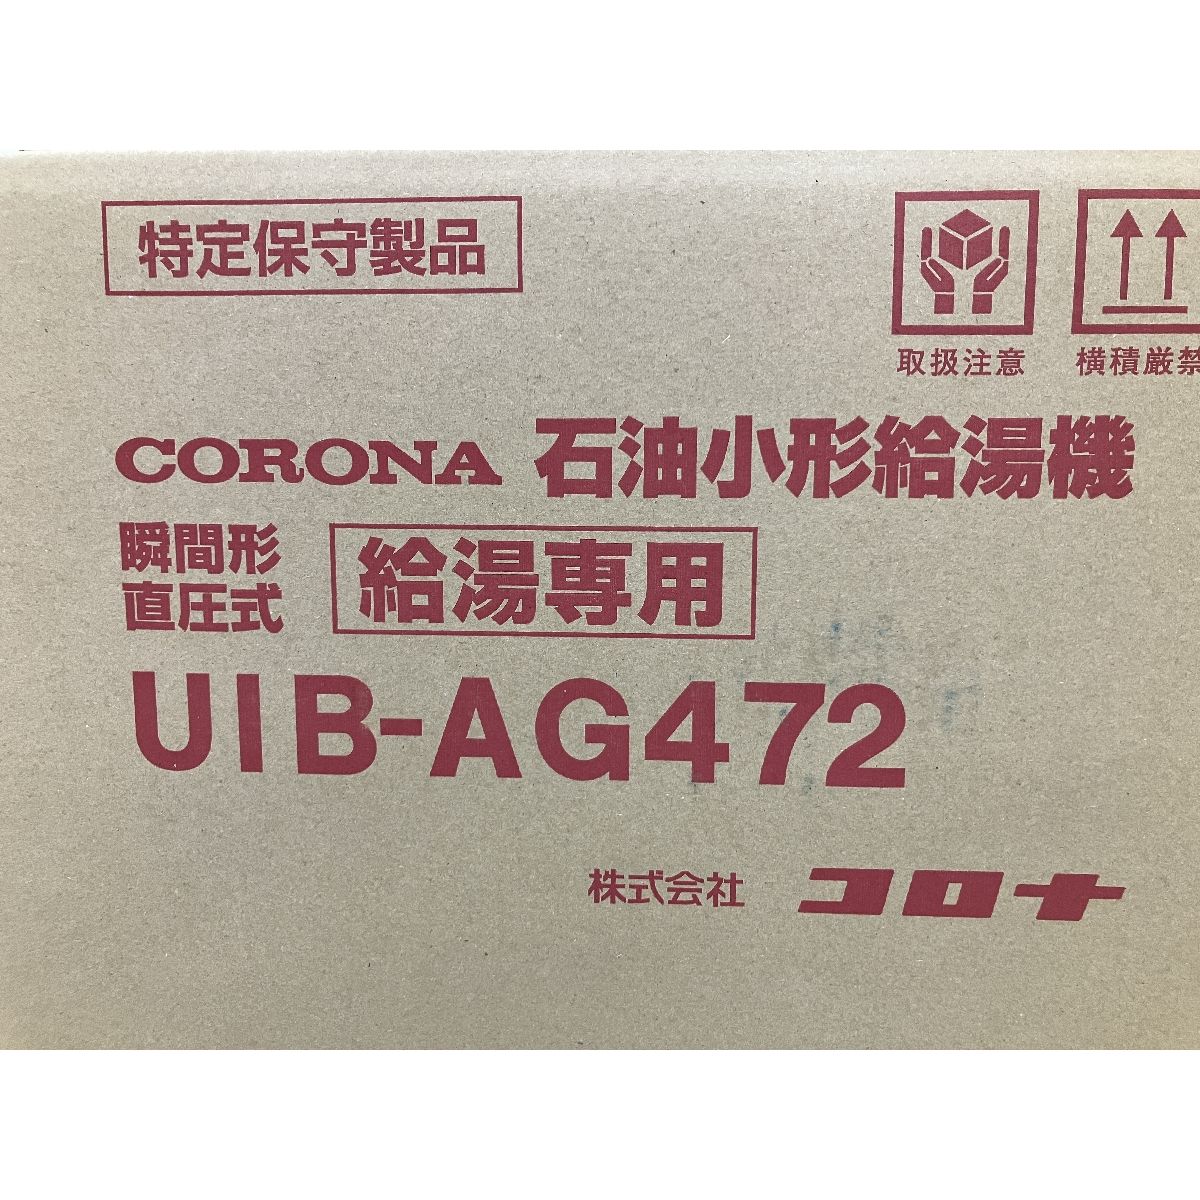 特定保守製品
取扱注意
横積厳禁
CORONA 石油小形給湯機
瞬間形
直圧式
給湯専用
UIB-AG472
株式会社 コロナ